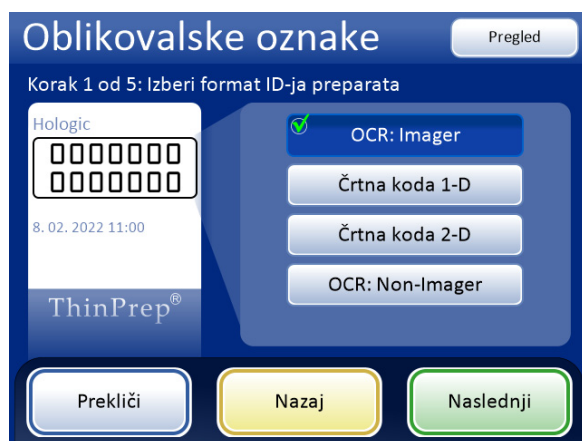 Oblikovalske oznake
Pregled
Korak 1 od 5: Izberi format ID-ja preparata
Hologic
0000000
0000000
8. 02. 2022 11:00
ThinPrep®
OCR: Imager
Črtna koda 1-D
Črtna koda 2-D
OCR: Non-Imager
Prekliči
Nazaj
Naslednji